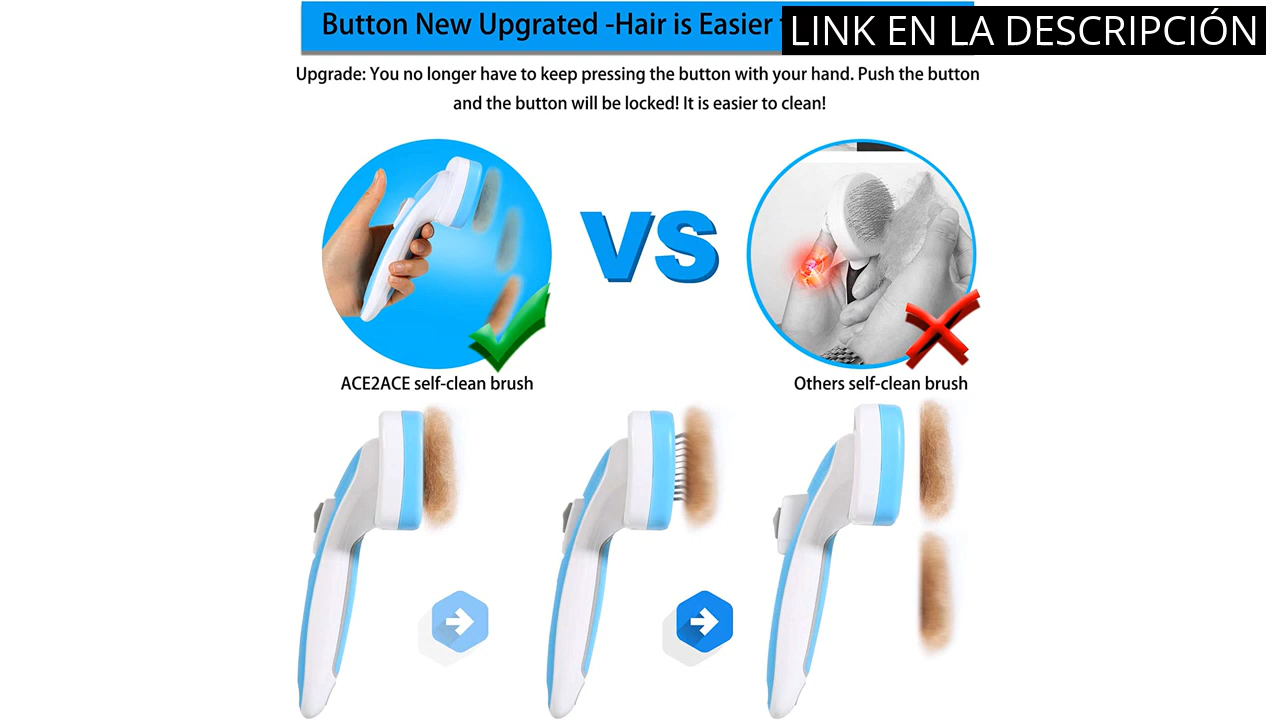 Button New Upgrated -Hair is Easier
LINK EN LA DESCRIPCIÓN
Upgrade: You no longer have to keep pressing the button with your hand. Push the button
and the button will be locked! It is easier to clean!
VS
ACE2ACE self-clean brush
Others self-clean brush